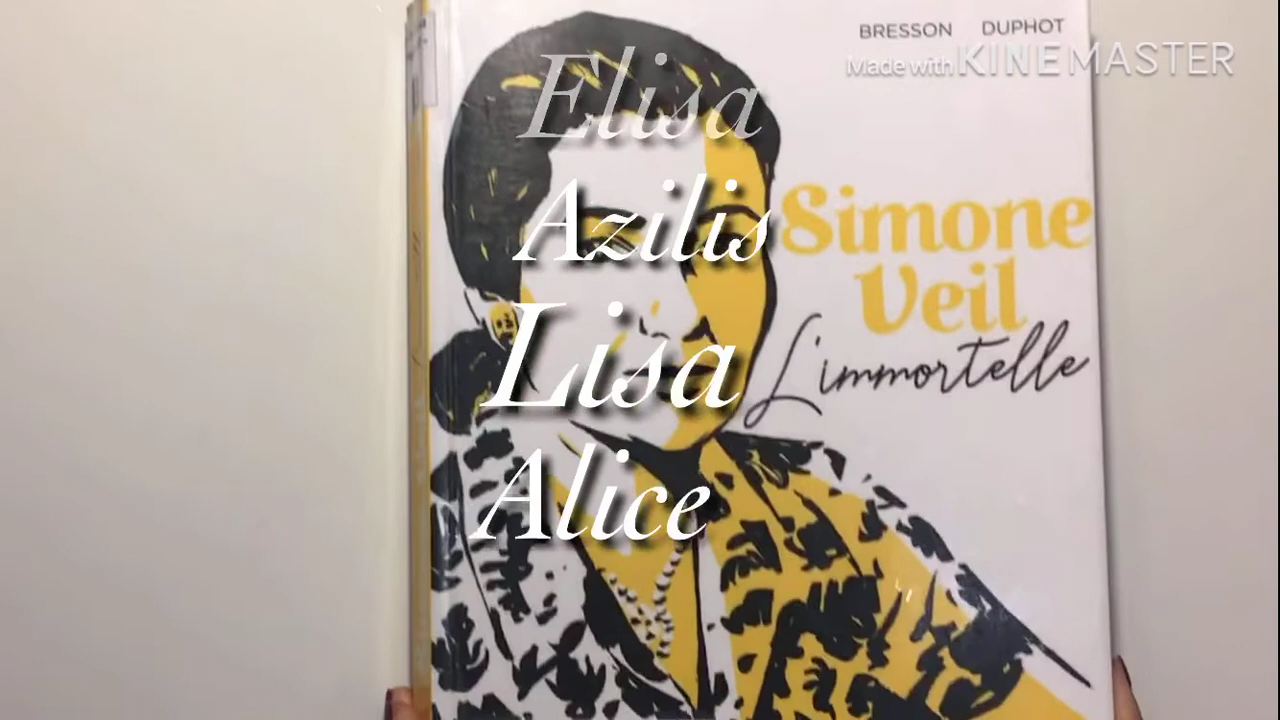 BRESSON DUPHOT
Made with KINEMASTER
Elisa
Azilis
Lisa
Alice
Simone
Veil
L'immortelle